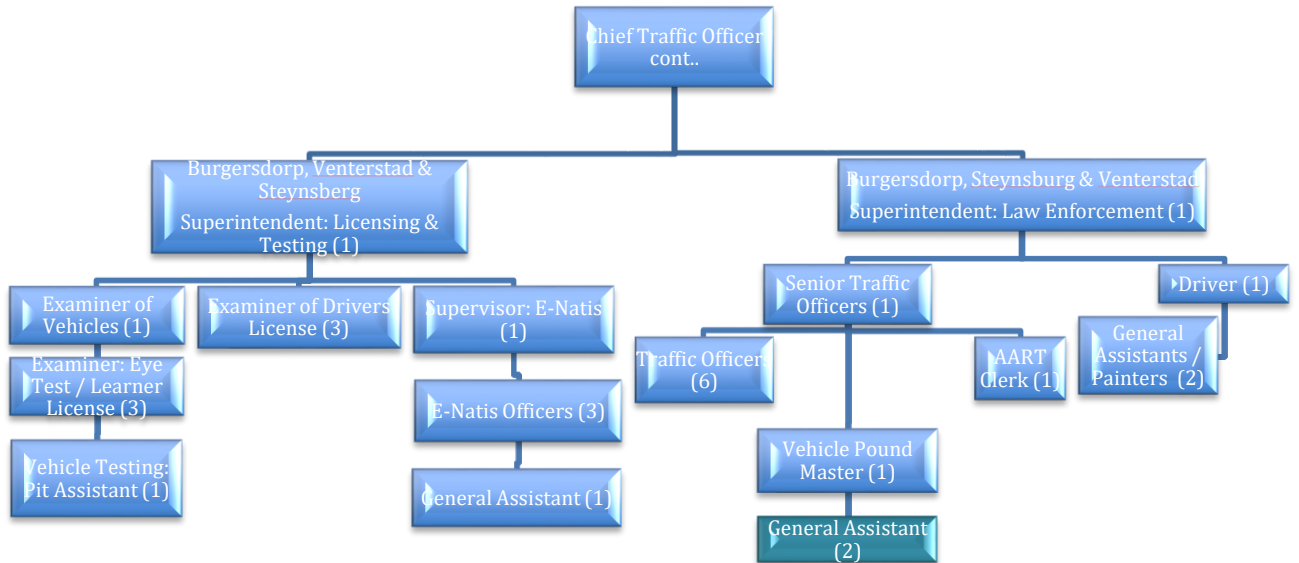 Chief Traffic Officer
cont..
Burgersdorp, Venterstad &
Steynsberg
Superintendent: Licensing &
Testing (1)
Burgersdorp, Steynsburg & Venterstad
Superintendent: Law Enforcement (1)
Examiner of
Vehicles (1)
Examiner of Drivers
License (3)
Supervisor: E-Natis
(1)
Senior Traffic
Officers (1)
Driver (1)
Examiner: Eye
Test / Learner
License (3)
E-Natis Officers (3)
Traffic Officers
(6)
AART
Clerk (1)
General
Assistants /
Painters (2)
Vehicle Testing:
Pit Assistant (1)
General Assistant (1)
Vehicle Pound
Master (1)
General Assistant
(2)